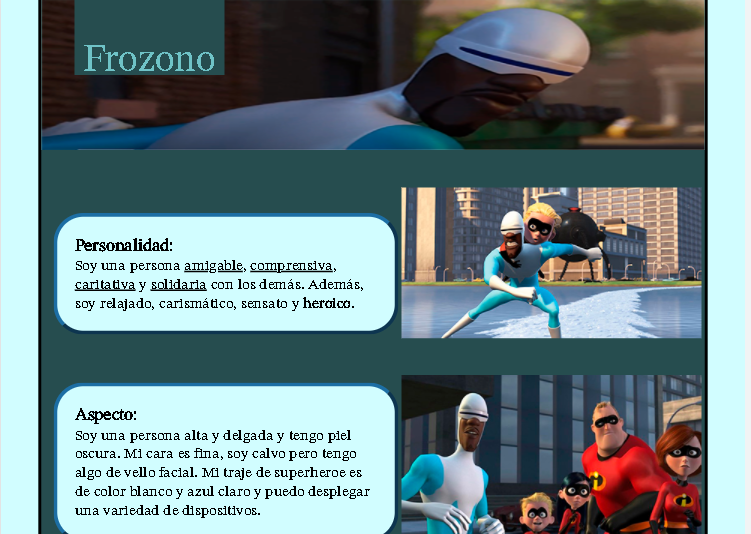 Frozono
Personalidad:
Soy una persona amigable, comprensiva,
caritativa y solidaria con los demás. Además,
soy relajado, carismático, sensato y heroico.
Aspecto:
Soy una persona alta y delgada y tengo piel
oscura. Mi cara es fina, soy calvo pero tengo
algo de vello facial. Mi traje de superheroe es
de color blanco y azul claro y puedo desplegar
una variedad de dispositivos.